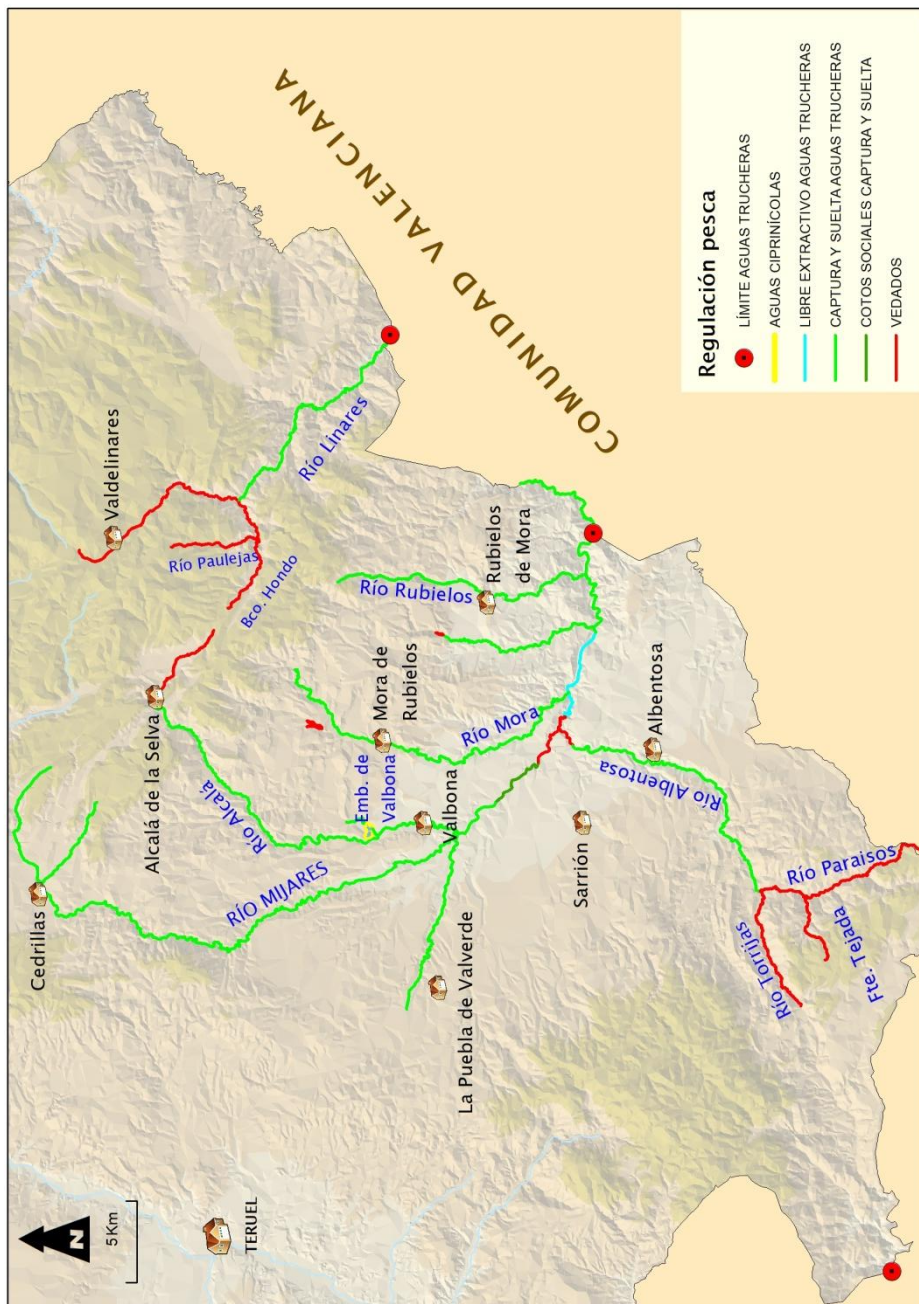 Cedrillas
Alcalá de la Selva
Valdelinares
Río Paulejas
Bco. Hondo
Río Linares
COMUNIDAD VALENCIANA
Río Alcalá
RÍO MIJARES
Emb. de
Valbona
Valbona
Mora de
Rubielos
Río Mora
Río Rubielos
Rubielos
de Mora
La Puebla de Valverde
Sarrión
Albentosa
Río Albentosa
Río Torrijas
Río Paraisos
Fte. Tejada
TERUEL
N
5 Km
Regulación pesca
LÍMITE AGUAS TRUCHERAS
AGUAS CIPRINÍCOLAS
LIBRE EXTRACTIVO AGUAS TRUCHERAS
CAPTURA Y SUELTA AGUAS TRUCHERAS
COTOS SOCIALES CAPTURA Y SUELTA
VEDADOS